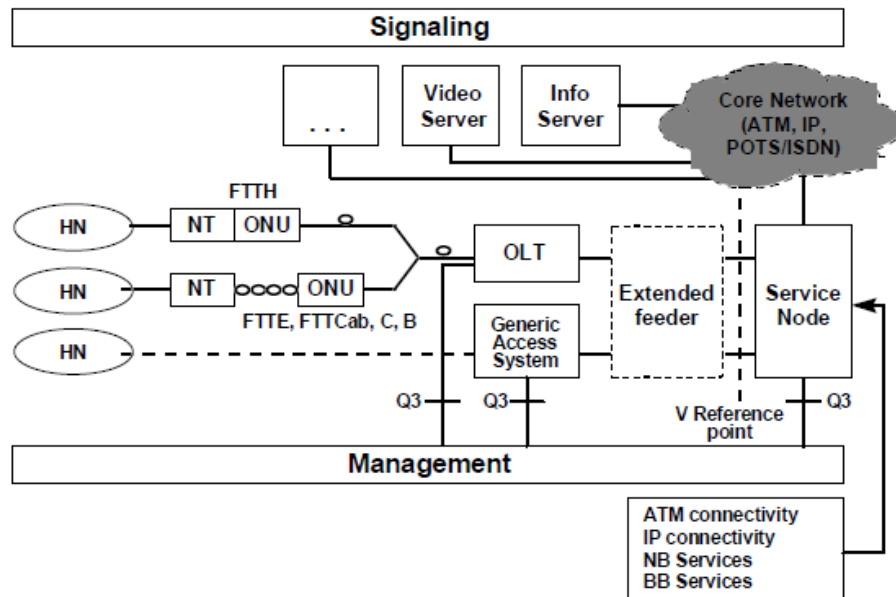 Signaling
. . .
Video
Server
Info
Server
Core Network
(ATM, IP,
POTS/ISDN)
FTTH
HN
NT
ONU
OLT
Extended
feeder
Service
Node
HN
NT
ONU
FTTE, FTTCab, C, B
Generic
Access
System
HN
Q3
Q3
V Reference
point
Q3
Management
ATM connectivity
IP connectivity
NB Services
BB Services